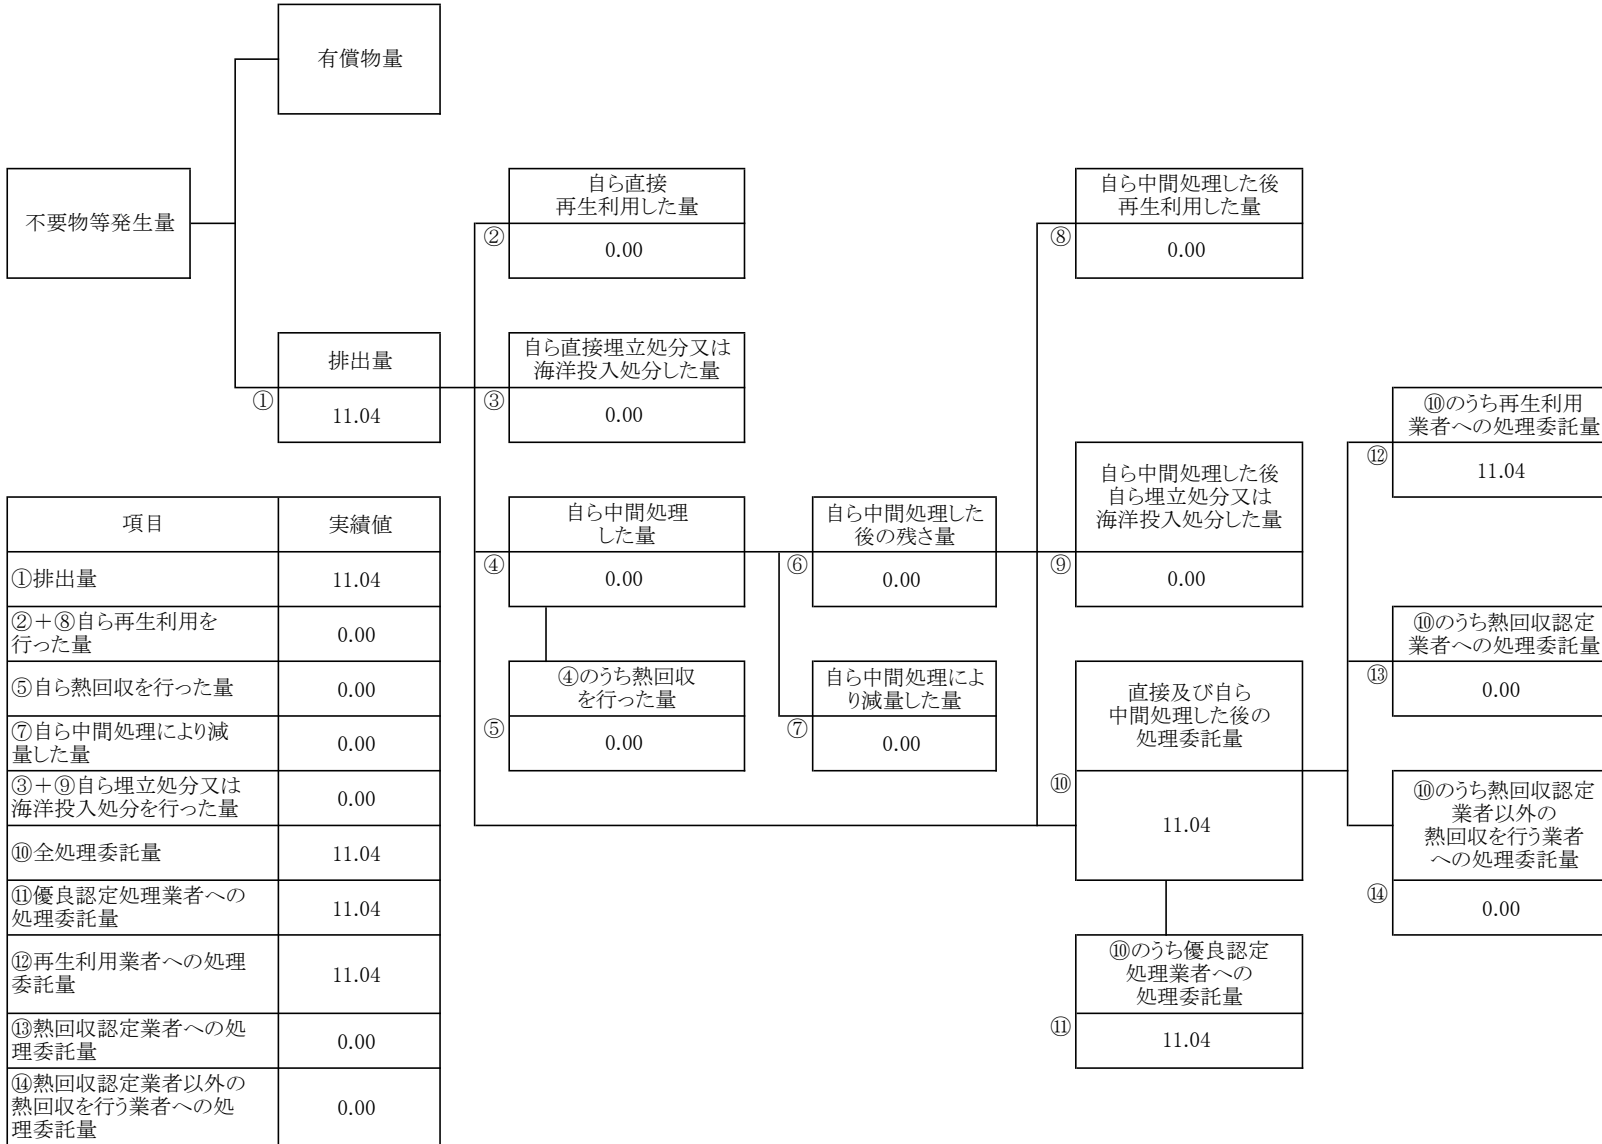 有償物量
不要物等発生量
自ら直接
再生利用した量
②
0.00
自ら中間処理した後
再生利用した量
⑧
0.00
排出量
①
11.04
自ら直接埋立処分又は
海洋投入処分した量
③
0.00
⑩のうち再生利用
業者への処理委託量
⑫
11.04
自ら中間処理
した量
④
0.00
自ら中間処理した
後の残さ量
⑥
0.00
自ら中間処理した後
自ら埋立処分又は
海洋投入処分した量
⑨
0.00
⑩のうち熱回収認定
業者への処理委託量
⑬
0.00
④のうち熱回収
を行った量
⑤
0.00
自ら中間処理によ
り減量した量
⑦
0.00
直接及び自ら
中間処理した後の
処理委託量
⑩
11.04
⑩のうち熱回収認定
業者以外の
熱回収を行う業者
への処理委託量
⑭
0.00
⑩のうち優良認定
処理業者への
処理委託量
⑪
11.04
項目 実績値
①排出量 11.04
②＋⑧自ら再生利用を
行った量 0.00
⑤自ら熱回収を行った量 0.00
⑦自ら中間処理により減
量した量 0.00
③＋⑨自ら埋立処分又は
海洋投入処分を行った量 0.00
⑩全処理委託量 11.04
⑪優良認定処理業者への
処理委託量 11.04
⑫再生利用業者への処理
委託量 11.04
⑬熱回収認定業者への処
理委託量 0.00
⑭熱回収認定業者以外の
熱回収を行う業者への処
理委託量 0.00